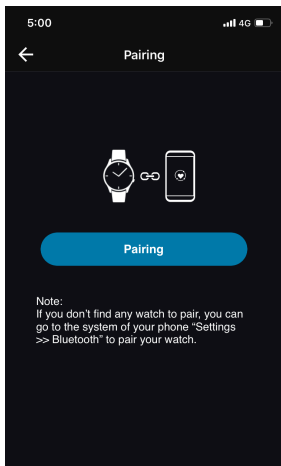 5:00
4G
Pairing
Pairing
Note:
If you don't find any watch to pair, you can
go to the system of your phone “Settings
>> Bluetooth” to pair your watch.